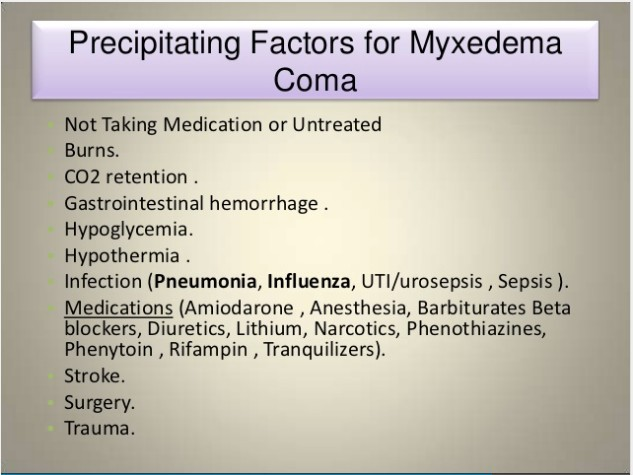 Precipitating Factors for Myxedema
Coma
Not Taking Medication or Untreated
Burns.
CO2 retention .
Gastrointestinal hemorrhage .
Hypoglycemia.
Hypothermia .
Infection (Pneumonia, Influenza, UTI/urosepsis , Sepsis ).
Medications (Amiodarone , Anesthesia, Barbiturates Beta
blockers, Diuretics, Lithium, Narcotics, Phenothiazines,
Phenytoin , Rifampin , Tranquilizers).
Stroke.
Surgery.
Trauma.